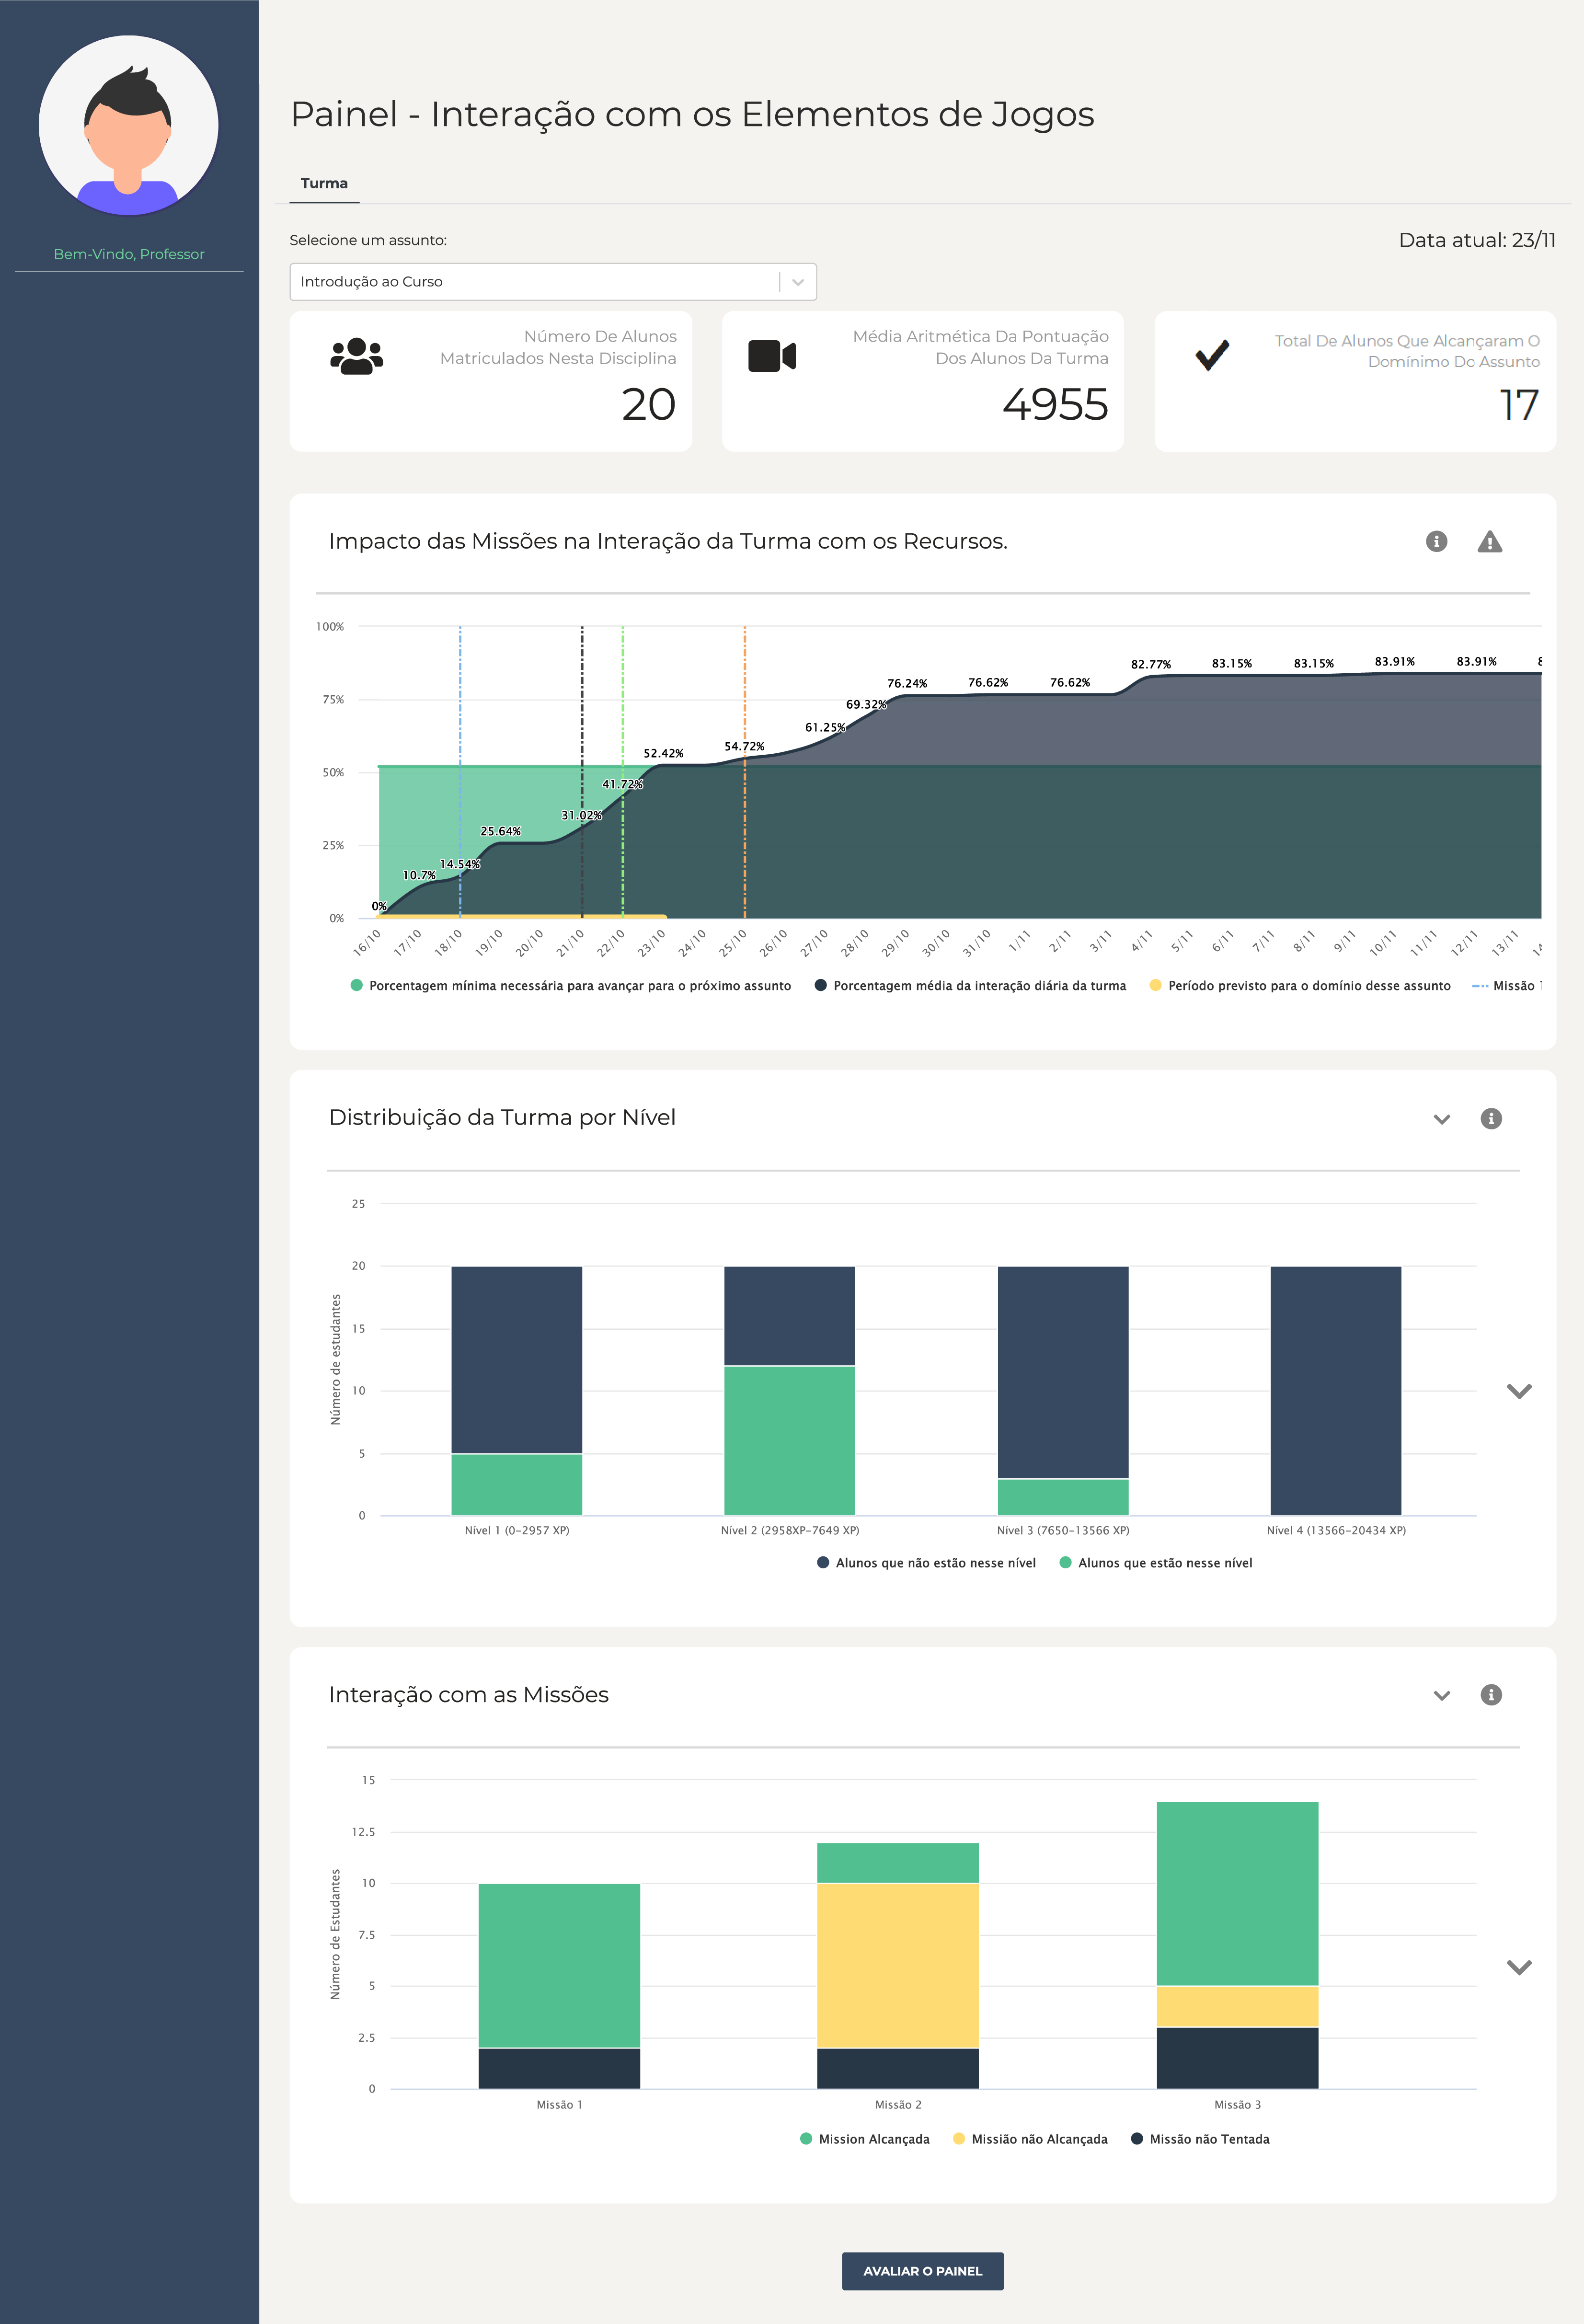 Bem-Vindo, Professor
Painel - Interação com os Elementos de Jogos
Turma
Selecione um assunto:
Data atual: 23/11
Introdução ao Curso
Número De Alunos
Matriculados Nesta Disciplina
20
Média Aritmética Da Pontuação
Dos Alunos Da Turma
4955
Total De Alunos Que Alcançaram O
Domínimo Do Assunto
17
Impacto das Missões na Interação da Turma com os Recursos.
100%
75%
50%
25%
0%
0%
10.7%
14.54%
25.64%
31.02%
41.72%
52.42%
54.72%
61.25%
69.32%
76.24%
76.62%
76.62%
82.77%
83.15%
83.15%
83.91%
83.91%
8
16/10
17/10
18/10
19/10
20/10
21/10
22/10
23/10
24/10
25/10
26/10
27/10
28/10
29/10
30/10
31/10
1/11
2/11
3/11
4/11
5/11
6/11
7/11
8/11
9/11
10/11
11/11
12/11
13/11
Porcentagem mínima necessária para avançar para o próximo assunto
Porcentagem média da interação diária da turma
Período previsto para o domínio desse assunto
Missão 1
Distribuição da Turma por Nível
Número de estudantes
25
20
15
10
5
0
Nível 1 (0-2957 XP)
Nível 2 (2958XP-7649 XP)
Nível 3 (7650-13566 XP)
Nível 4 (13566-20434 XP)
Alunos que não estão nesse nível
Alunos que estão nesse nível
Interação com as Missões
Número de Estudantes
15
12.5
10
7.5
5
2.5
0
Missão 1
Missão 2
Missão 3
Mission Alcançada
Missião não Alcançada
Missão não Tentada
AVALIAR O PAINEL